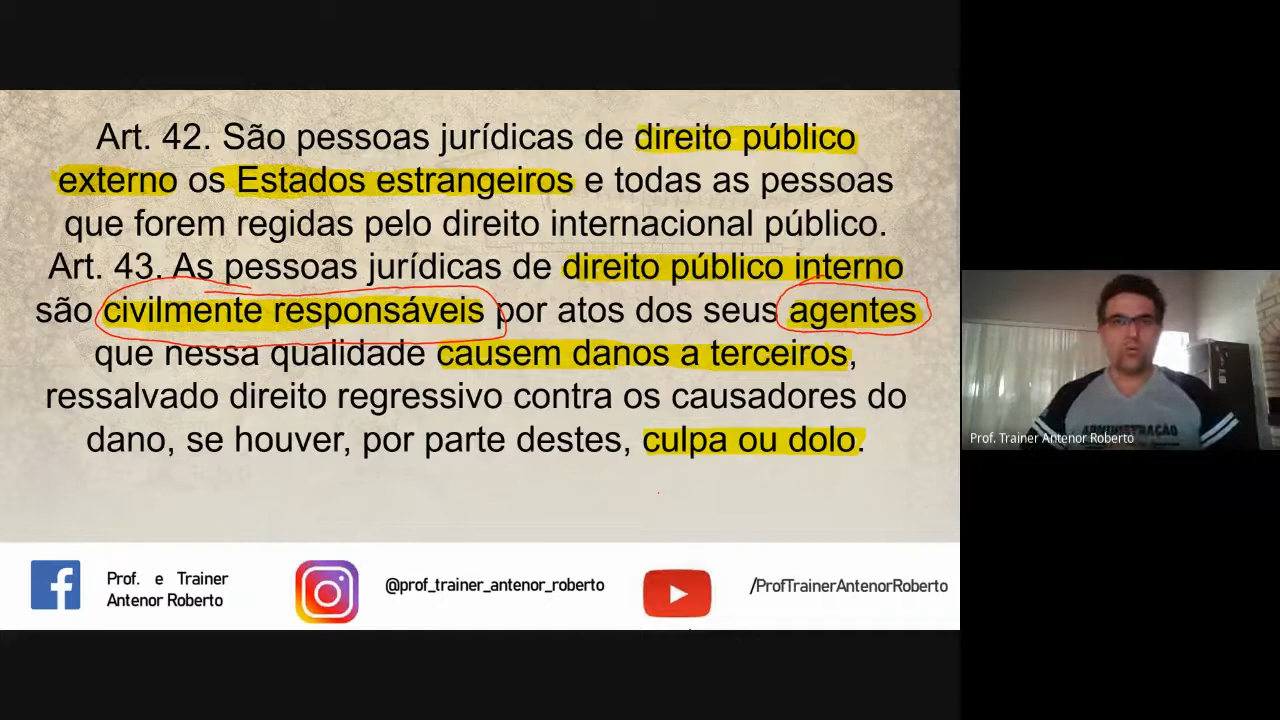 Art. 42. São pessoas jurídicas de direito público
externo os Estados estrangeiros e todas as pessoas
que forem regidas pelo direito internacional público.
Art. 43. As pessoas jurídicas de direito público interno
são civilmente responsáveis por atos dos seus agentes
que nessa qualidade causem danos a terceiros,
ressalvado direito regressivo contra os causadores do
dano, se houver, por parte destes, culpa ou dolo.
Prof. e Trainer
Antenor Roberto
@prof_trainer_antenor_roberto
/ProfTrainerAntenorRoberto
ADMINISTRAÇÃO
Prof. Trainer Antenor Roberto